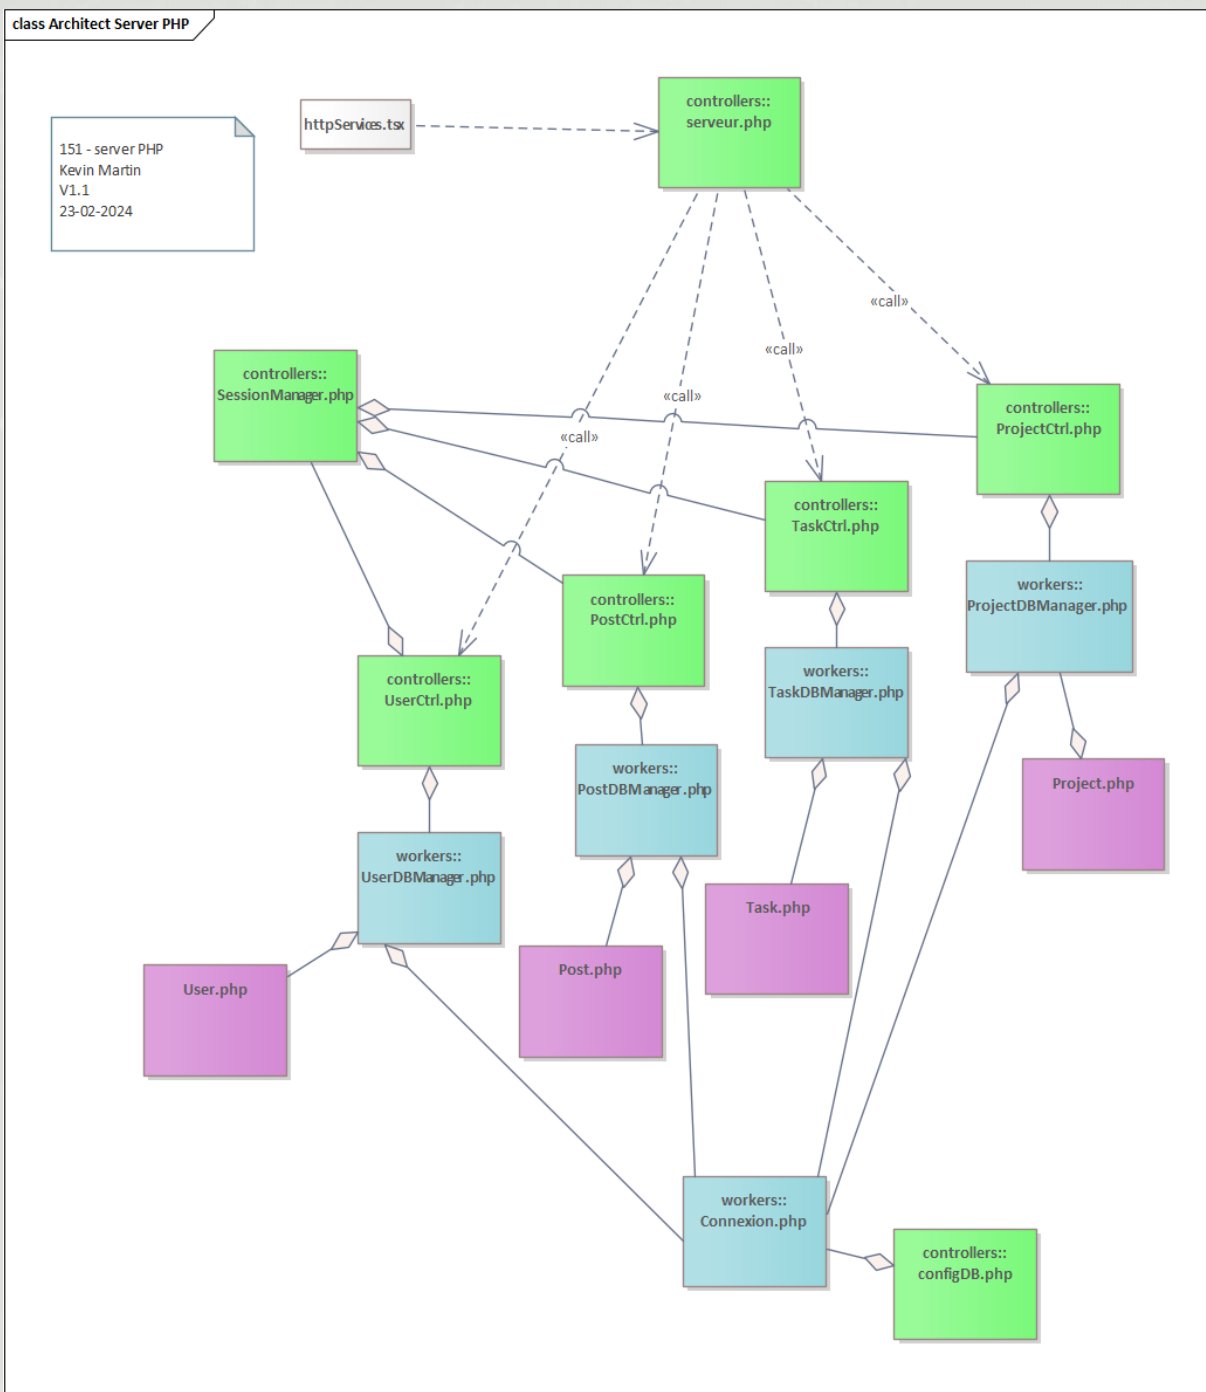 class Architect Server PHP
151 - server PHP
Kevin Martin
V1.1
23-02-2024
httpServices.tsx
controllers::
serveur.php
«call»
«call»
«call»
«call»
controllers::
SessionManager.php
controllers::
ProjectCtrl.php
controllers::
TaskCtrl.php
controllers::
PostCtrl.php
controllers::
UserCtrl.php
workers::
ProjectDBManager.php
workers::
TaskDBManager.php
workers::
PostDBManager.php
workers::
UserDBManager.php
Project.php
Task.php
Post.php
User.php
workers::
Connexion.php
controllers::
configDB.php